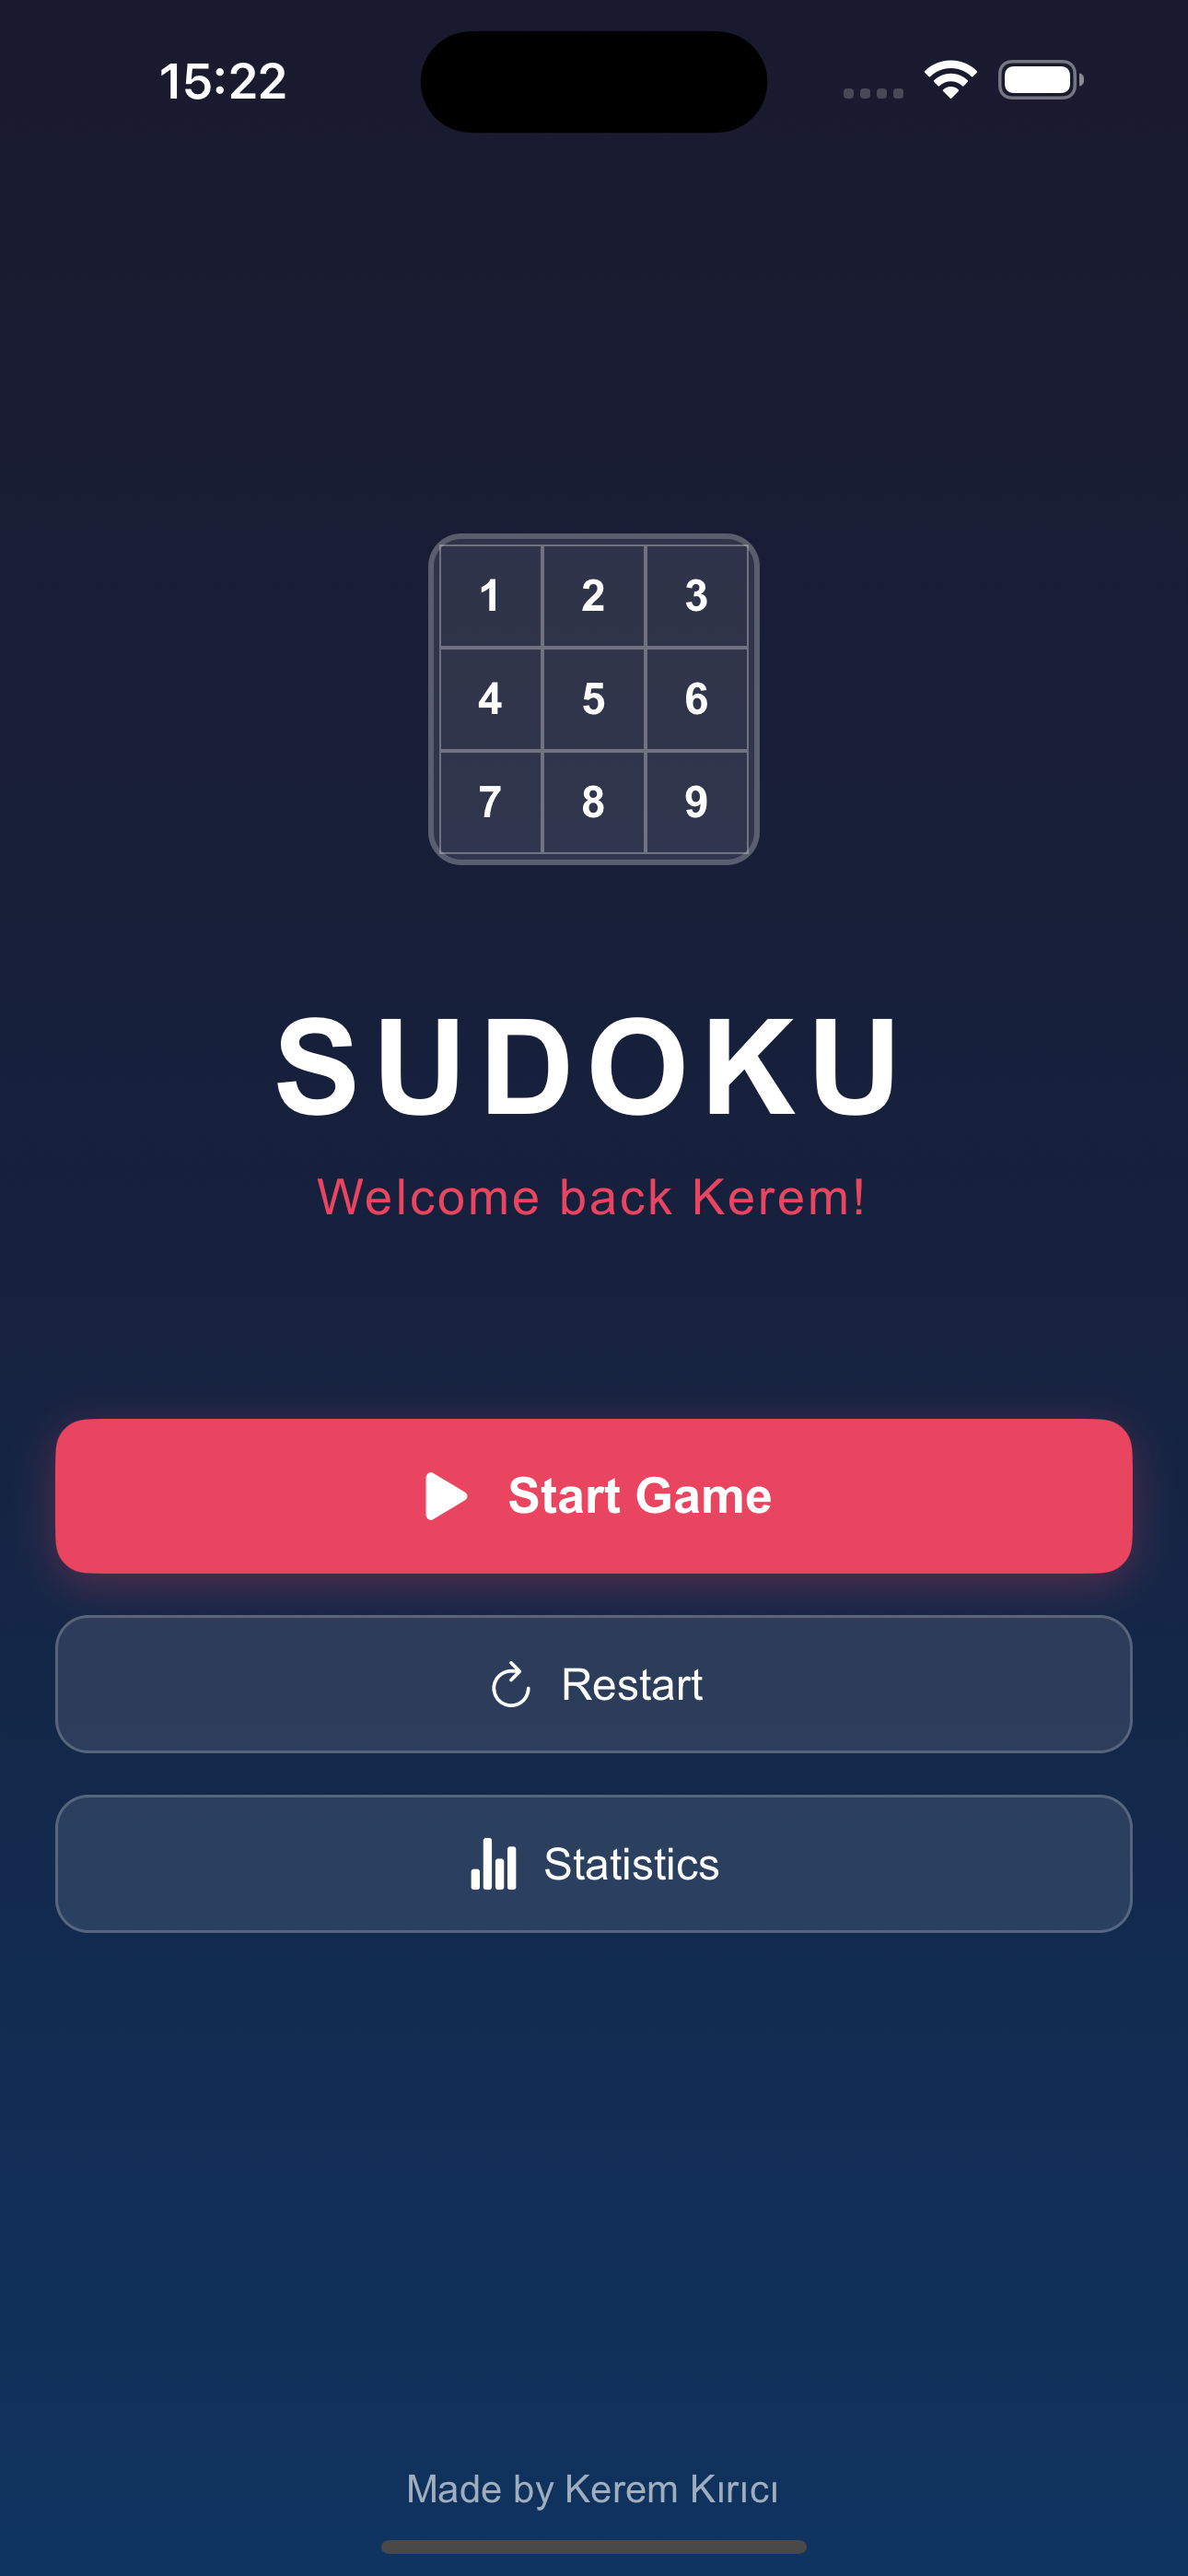 15:22
1 2 3
4 5 6
7 8 9
SUDOKU
Welcome back Kerem!
Start Game
Restart
Statistics
Made by Kerem Kırıcı